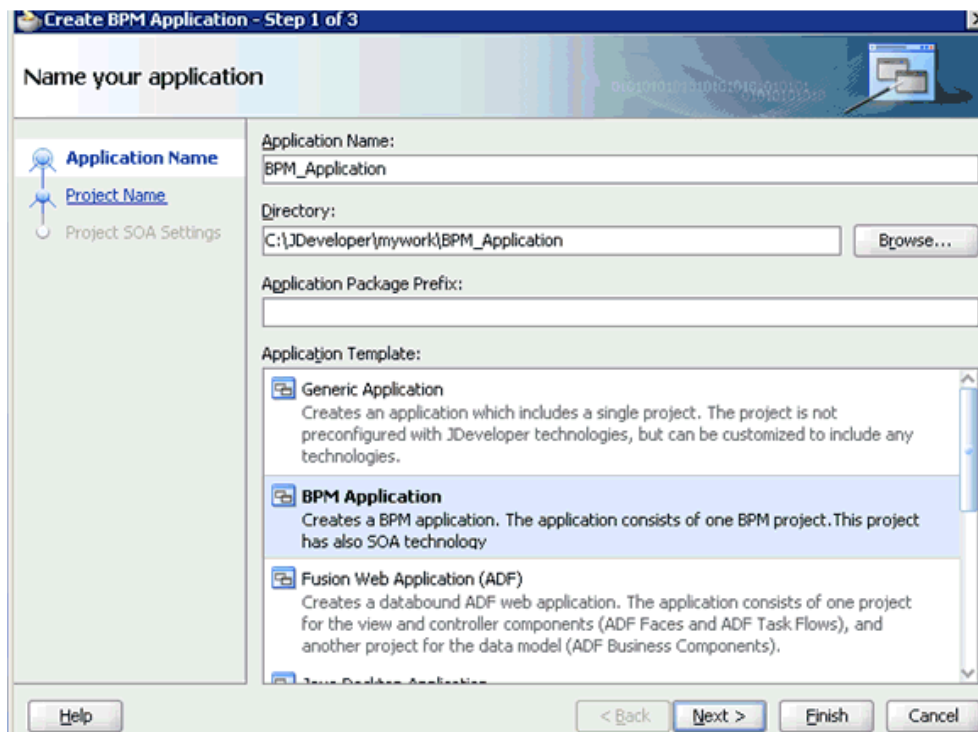 Create BPM Application - Step 1 of 3
Name your application
Application Name
Project Name
Project SOA Settings
Application Name:
BPM_Application
Directory:
C:\JDeveloper\mywork\BPM_Application
Browse...
Application Package Prefix:
Application Template:
Generic Application
Creates an application which includes a single project. The project is not
preconfigured with JDeveloper technologies, but can be customized to include any
technologies.
BPM Application
Creates a BPM application. The application consists of one BPM project.This project
has also SOA technology
Fusion Web Application (ADF)
Creates a databound ADF web application. The application consists of one project
for the view and controller components (ADF Faces and ADF Task Flows), and
another project for the data model (ADF Business Components).
Java Desktop Application
Help
< Back
Next >
Finish
Cancel